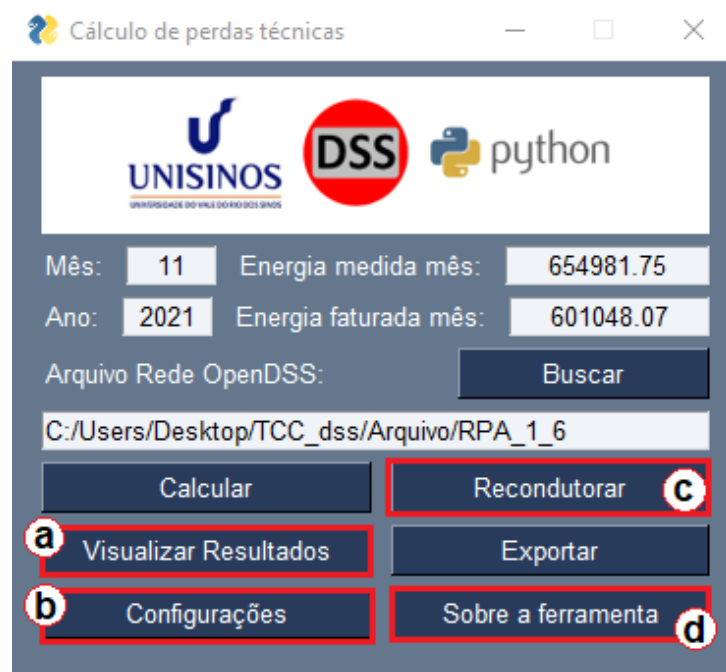 Cálculo de perdas técnicas
UNISINOS
UNIVERSIDADE DO VALE DO RIO DOS SINOS
DSS
python
Mês: 11 Energia medida mês: 654981.75
Ano: 2021 Energia faturada mês: 601048.07
Arquivo Rede OpenDSS: Buscar
C:/Users/Desktop/TCC_dss/Arquivo/RPA_1_6
Calcular Recondutorar c
a Visualizar Resultados Exportar
b Configurações Sobre a ferramenta d